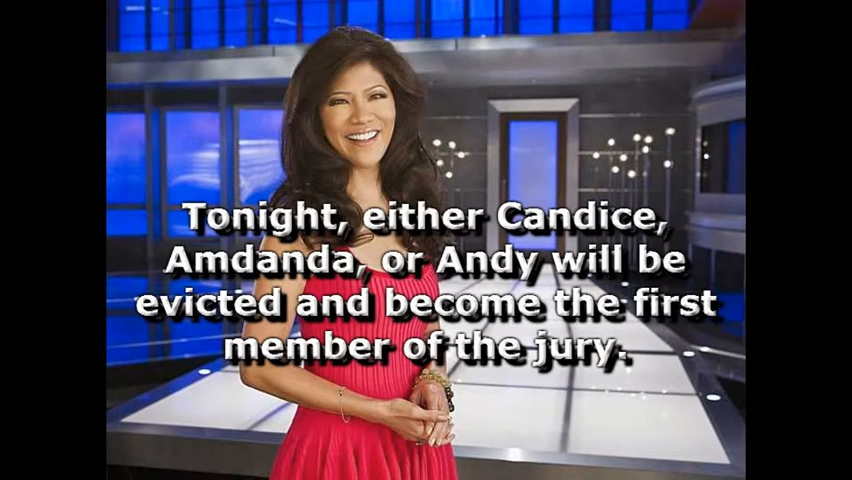 Tonight, either Candice,
Amdanda, or Andy will be
evicted and become the first
member of the jury.